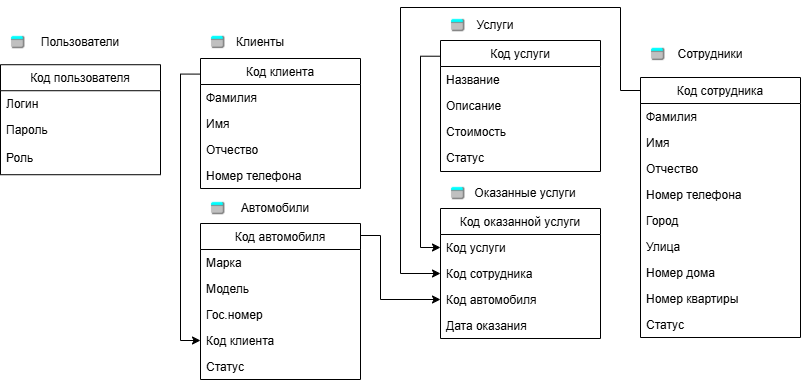 Пользователи
Код пользователя
Логин
Пароль
Роль
Клиенты
Код клиента
Фамилия
Имя
Отчество
Номер телефона
Автомобили
Код автомобиля
Марка
Модель
Гос.номер
Код клиента
Статус
Услуги
Код услуги
Название
Описание
Стоимость
Статус
Оказанные услуги
Код оказанной услуги
Код услуги
Код сотрудника
Код автомобиля
Дата оказания
Сотрудники
Код сотрудника
Фамилия
Имя
Отчество
Номер телефона
Город
Улица
Номер дома
Номер квартиры
Статус